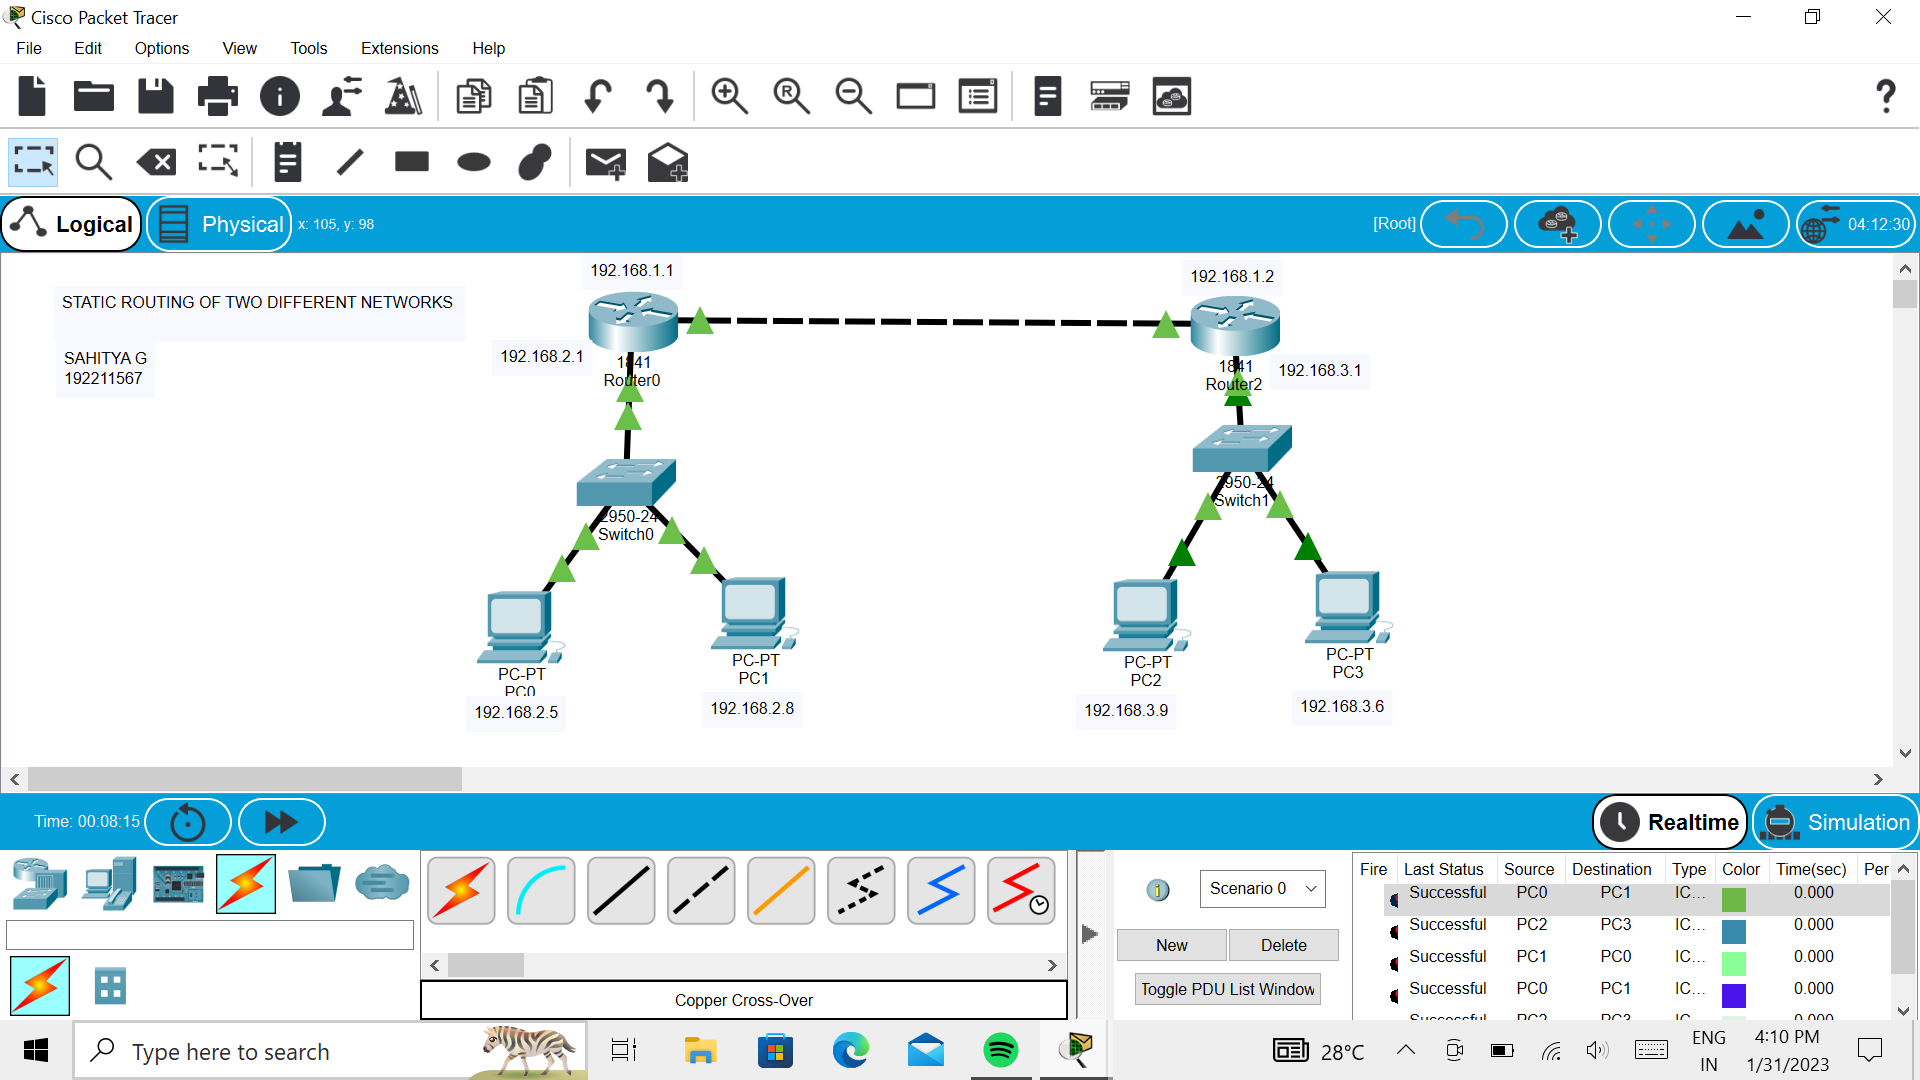 Cisco Packet Tracer
File Edit Options View Tools Extensions Help
Logical Physical x: 105, y: 98 [Root] 04:12:30
192.168.1.1
192.168.1.2
STATIC ROUTING OF TWO DIFFERENT NETWORKS
SAHITYA G
192211567
192.168.2.1
1841
Router0
1841
Router2
192.168.3.1
2950-24
Switch0
2950-24
Switch1
PC-PT
PC0
192.168.2.5
PC-PT
PC1
192.168.2.8
PC-PT
PC2
192.168.3.9
PC-PT
PC3
192.168.3.6
Time: 00:08:15 Realtime Simulation
Copper Cross-Over
Scenario 0
New Delete
Toggle PDU List Window
Fire Last Status Source Destination Type Color Time(sec) Per
Successful PC0 PC1 IC... 0.000
Successful PC2 PC3 IC... 0.000
Successful PC1 PC0 IC... 0.000
Successful PC0 PC1 IC... 0.000
Successful PC2 PC3 IC... 0.000
Type here to search
28°C
ENG
IN
4:10 PM
1/31/2023